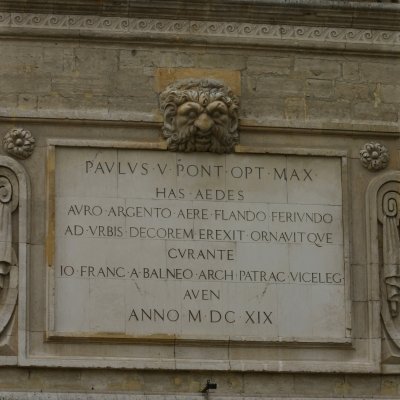 PAVLVS · V · PONT · OPT · MAX ·
HAS · AEDES
AVRO · ARGENTO · AERE · FLANDO · FERIVNDO
AD · VRBIS · DECOREM · EREXIT · ORNAVITQVE
CVRANTE
IO · FRANC · A · BALNEO · ARCH · PATRAC · VICELEG ·
AVEN
ANNO · M · DC · XIX